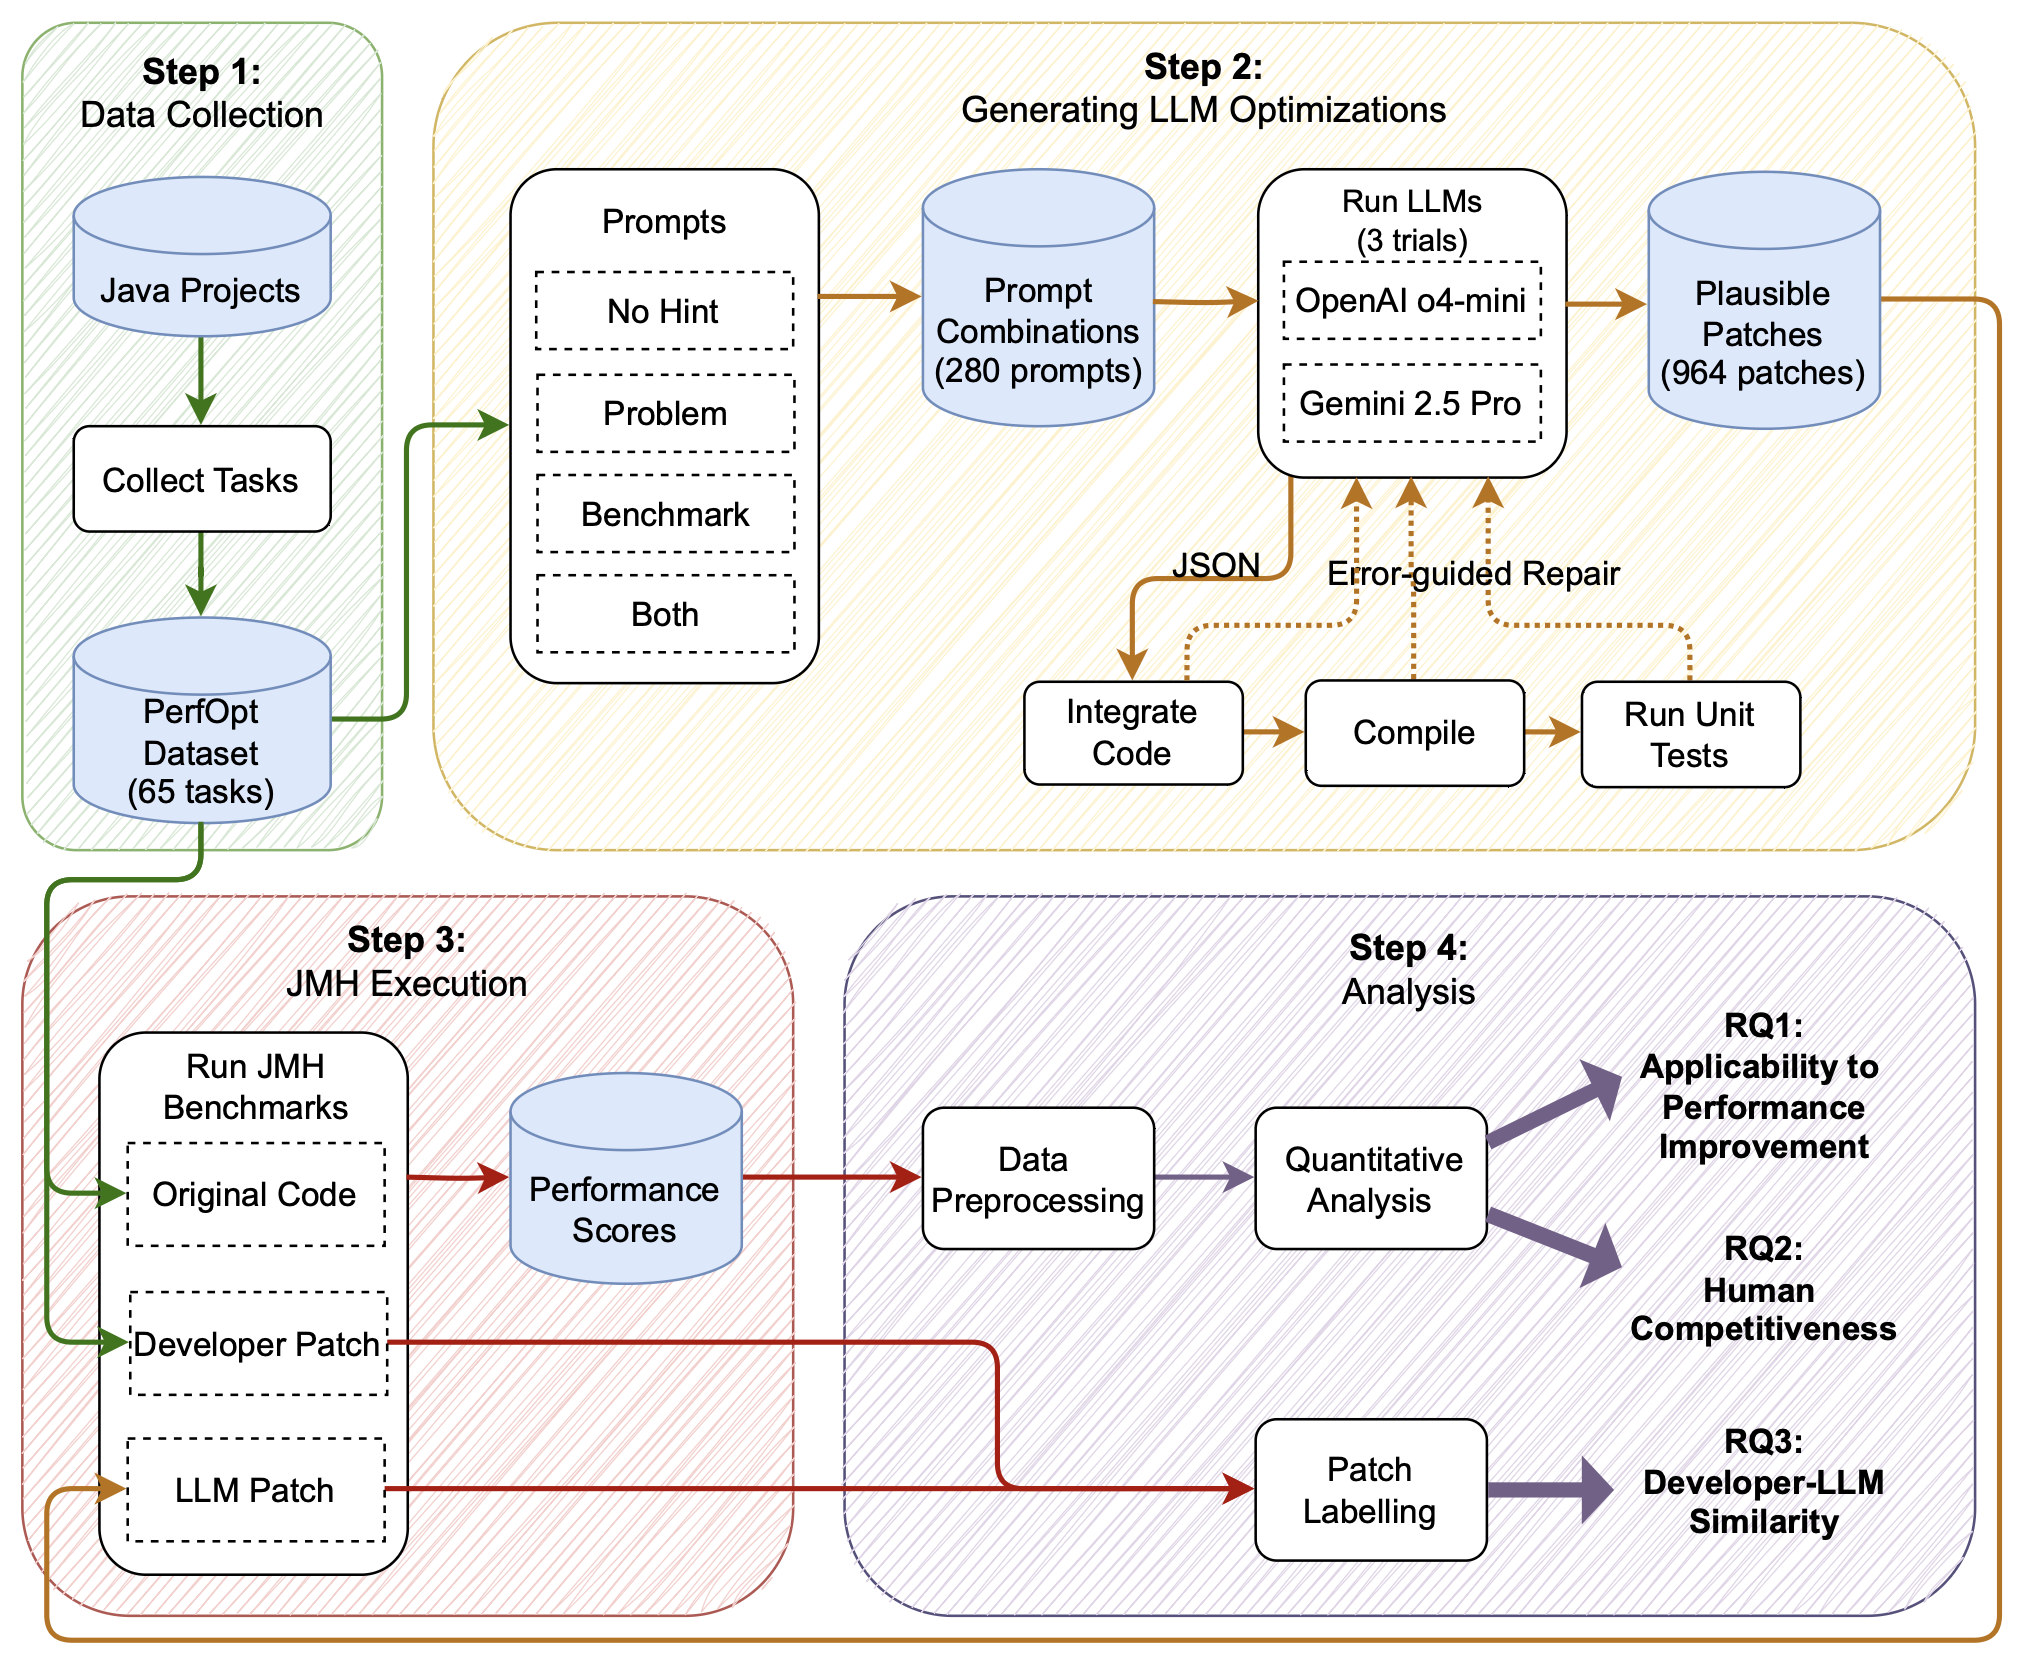 Step 1:
Data Collection
Java Projects
Collect Tasks
PerfOpt
Dataset
(65 tasks)
Step 2:
Generating LLM Optimizations
Prompts
No Hint
Problem
Benchmark
Both
Prompt
Combinations
(280 prompts)
Run LLMs
(3 trials)
OpenAI o4-mini
Gemini 2.5 Pro
Plausible
Patches
(964 patches)
JSON
Error-guided Repair
Integrate
Code
Compile
Run Unit
Tests
Step 3:
JMH Execution
Run JMH
Benchmarks
Original Code
Developer Patch
LLM Patch
Performance
Scores
Step 4:
Analysis
Data
Preprocessing
Quantitative
Analysis
RQ1:
Applicability to
Performance
Improvement
RQ2:
Human
Competitiveness
Patch
Labelling
RQ3:
Developer-LLM
Similarity